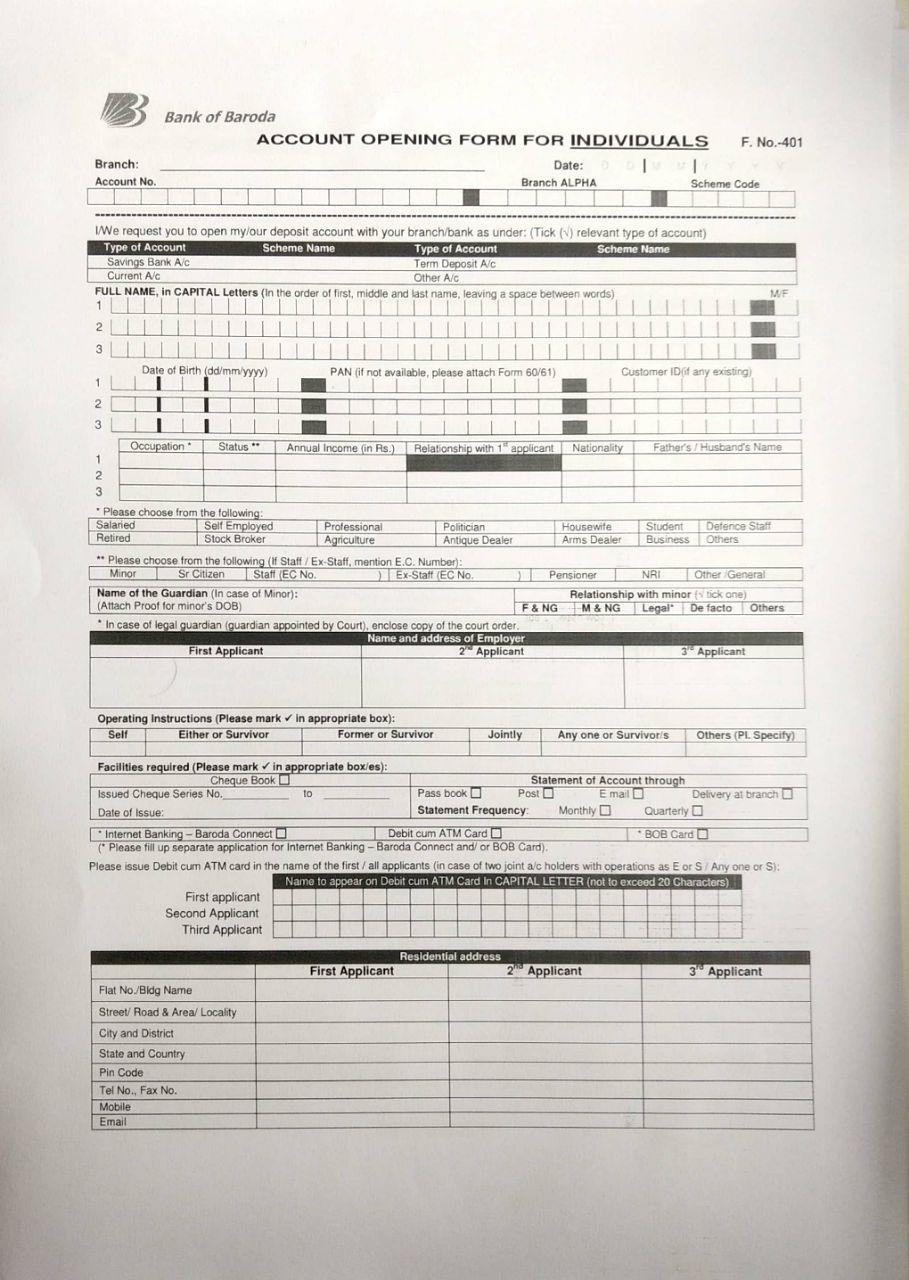 Bank of Baroda
ACCOUNT OPENING FORM FOR INDIVIDUALS F. No.-401
Branch: Date: D D M M Y Y Y Y
Account No. Branch ALPHA Scheme Code
I/We request you to open my/our deposit account with your branch/bank as under: (Tick (√) relevant type of account)
Type of Account Scheme Name Type of Account Scheme Name
Savings Bank A/c Term Deposit A/c
Current A/c Other A/c
FULL NAME, in CAPITAL Letters (In the order of first, middle and last name, leaving a space between words) M/F
1
2
3
Date of Birth (dd/mm/yyyy) PAN (if not available, please attach Form 60/61) Customer ID(if any existing)
1
2
3
Occupation * Status ** Annual Income (in Rs.) Relationship with 1st applicant Nationality Father's / Husband's Name
1
2
3
* Please choose from the following:
Salaried Self Employed Professional Politician Housewife Student Defence Staff
Retired Stock Broker Agriculture Antique Dealer Arms Dealer Business Others
** Please choose from the following (If Staff / Ex-Staff, mention E.C. Number):
Minor Sr Citizen Staff (EC No. ) Ex-Staff (EC No. ) Pensioner NRI Other /General
Name of the Guardian (In case of Minor): Relationship with minor (√ tick one)
(Attach Proof for minor's DOB) F & NG M & NG Legal* De facto Others
* In case of legal guardian (guardian appointed by Court), enclose copy of the court order.
Name and address of Employer
First Applicant 2nd Applicant 3rd Applicant
Operating Instructions (Please mark ✓ in appropriate box):
Self Either or Survivor Former or Survivor Jointly Any one or Survivor/s Others (Pl. Specify)
Facilities required (Please mark ✓ in appropriate box/es):
Cheque Book Statement of Account through
Issued Cheque Series No. to Pass book Post E mail Delivery at branch
Date of Issue: Statement Frequency: Monthly Quarterly
* Internet Banking – Baroda Connect Debit cum ATM Card * BOB Card
(* Please fill up separate application for Internet Banking – Baroda Connect and/ or BOB Card).
Please issue Debit cum ATM card in the name of the first / all applicants (in case of two joint a/c holders with operations as E or S / Any one or S):
Name to appear on Debit cum ATM Card In CAPITAL LETTER (not to exceed 20 Characters)
First applicant
Second Applicant
Third Applicant
Residential address
First Applicant 2nd Applicant 3rd Applicant
Flat No./Bldg Name
Street/ Road & Area/ Locality
City and District
State and Country
Pin Code
Tel No., Fax No.
Mobile
Email